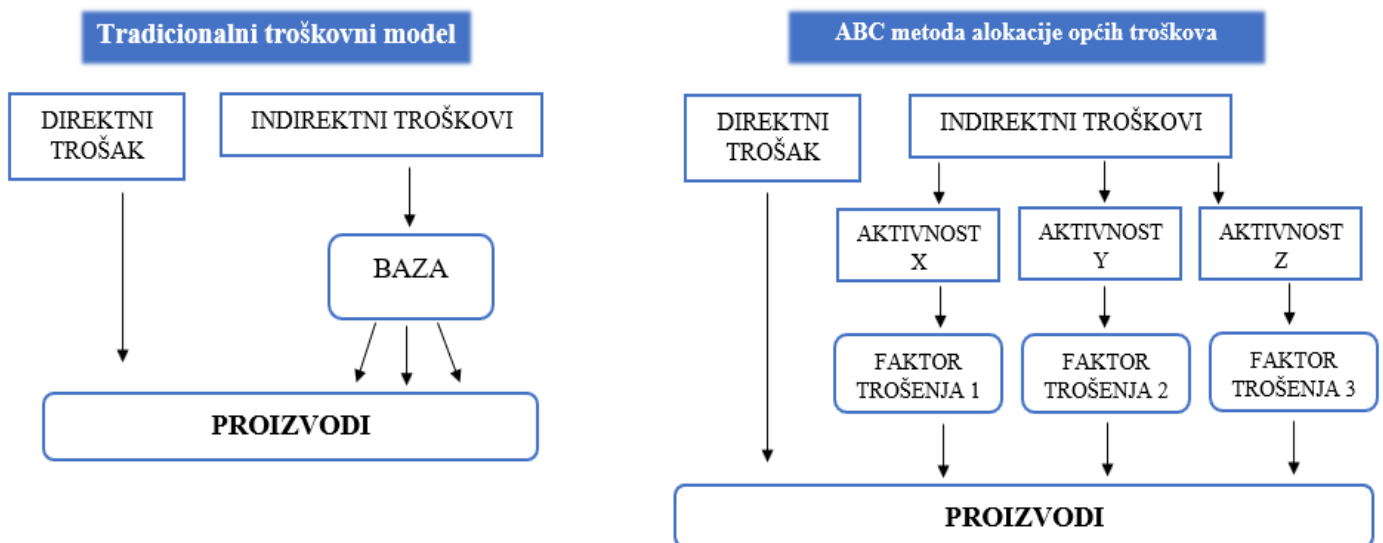 Tradicionalni troškovni model
DIREKTNI
TROŠAK
INDIREKTNI TROŠKOVI
BAZA
PROIZVODI
ABC metoda alokacije općih troškova
DIREKTNI
TROŠAK
INDIREKTNI TROŠKOVI
AKTIVNOST
X
AKTIVNOST
Y
AKTIVNOST
Z
FAKTOR
TROŠENJA 1
FAKTOR
TROŠENJA 2
FAKTOR
TROŠENJA 3
PROIZVODI